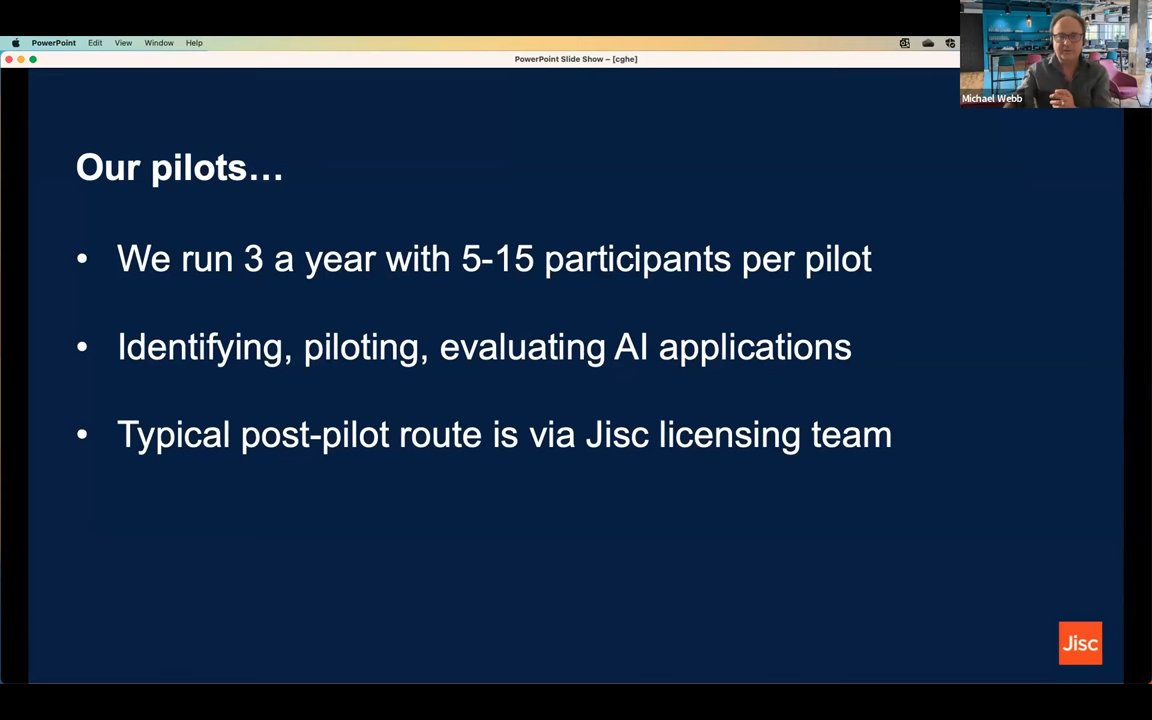 PowerPoint Edit View Window Help
PowerPoint Slide Show – [cghe]
Michael Webb
Our pilots…
• We run 3 a year with 5-15 participants per pilot
• Identifying, piloting, evaluating AI applications
• Typical post-pilot route is via Jisc licensing team
Jisc